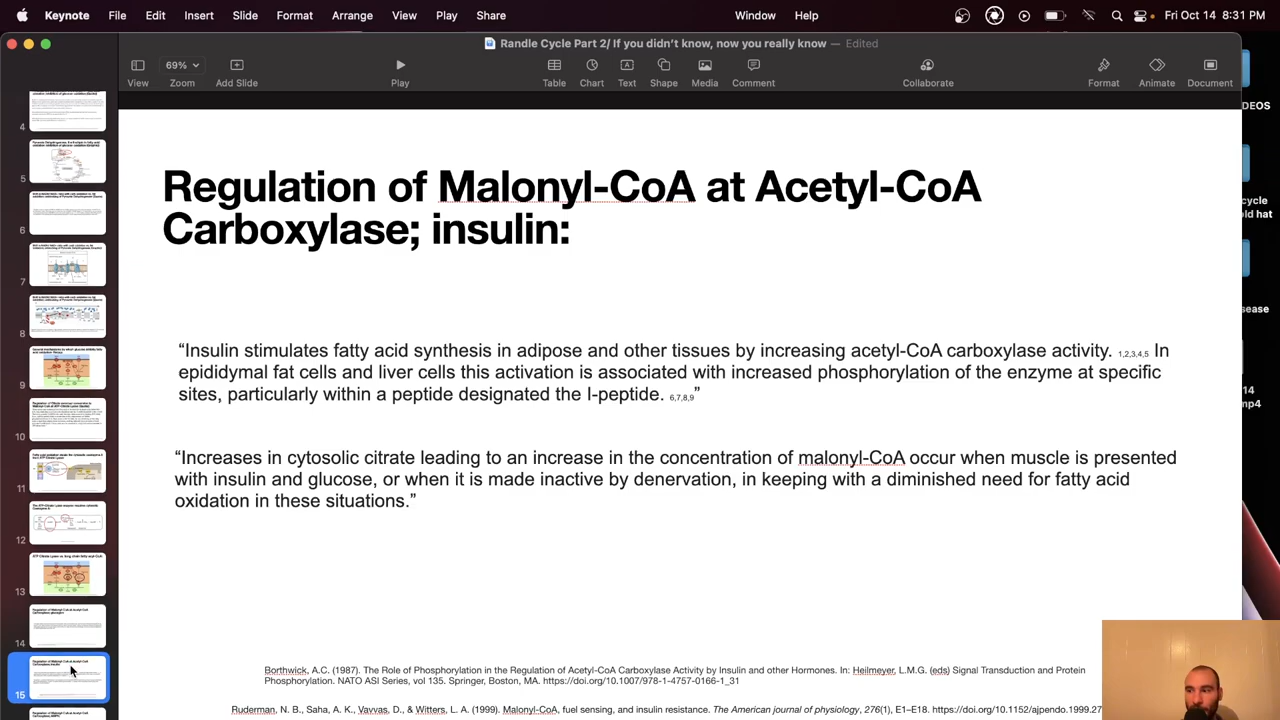 Keynote File Edit Insert Slide Format Arrange View Play Share Window Help Fri Oct 14 8:31 PM
Randle Cycle Part 2/ If you didn't know, now you really know — Edited
69%
View Zoom Add Slide Play Table Chart Text Shape Media Comment Collaborate Format Animate Document
Regulation of Malonyl-CoA at Acetyl-CoA
Carboxylase; insulin:
“Insulin stimulates fatty acid synthesis in adipose and other tissues by increasing acetyl-CoA carboxylase activity. 1,2,3,4,5 In
epididymal fat cells and liver cells this activation is associated with increased phosphorylation of the enzyme at specific
sites, particularly within a peptide designated the I-peptide. 6,7,8,9 ”
“Increases in cytosolic citrate leading to an increase in the concentration of malonyl-CoA occur when muscle is presented
with insulin and glucose, or when it is made inactive by denervation, in keeping with a diminished need for fatty acid
oxidation in these situations.”
Borthwick, A.C. (1987). The Role of Phosphorylation in the Regulation of Acetyl-CoA Carboxylase Activity by Insulin and Other Hormones. In: Heilmeyer, L.M.G. (eds) Signal Transduction and Protein
Phosphorylation. NATO ASI Series, vol 135. Springer, Boston, MA. https://doi.org/10.1007/978-1-4757-0166-1_31
Ruderman, N. B., Saha, A. K., Vavvas, D., & Witters, L. A. (1999). Malonyl-CoA, fuel sensing, and insulin resistance. The American journal of physiology, 276(1), https://doi.org/10.1152/ajpendo.1999.27
4
5
6
7
8
9
10
11
12
13
14
15
IDEOS
ould hat
t
14
mp4